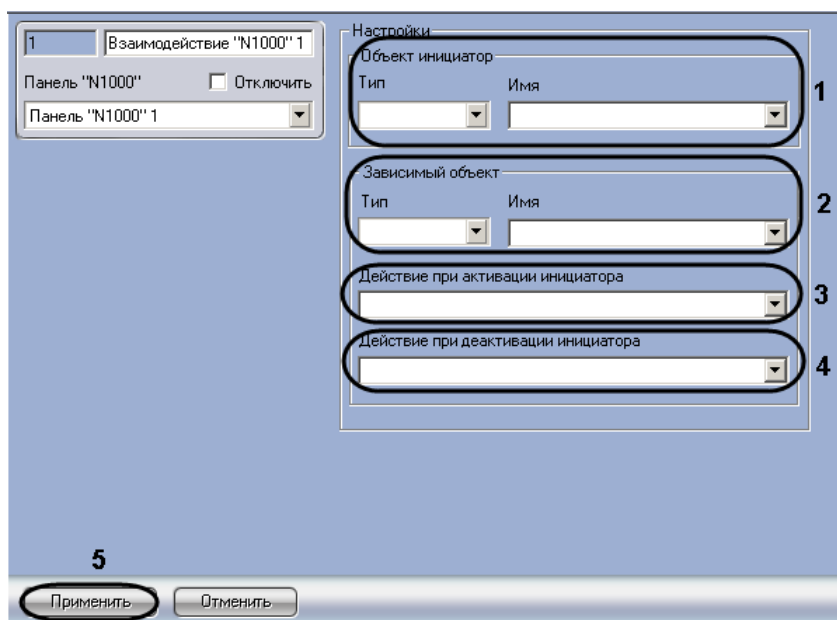 1
Взаимодействие "N1000" 1
Панель "N1000"
Отключить
Панель "N1000" 1
Настройки
Объект инициатор
Тип
Имя
1
Зависимый объект
Тип
Имя
2
Действие при активации инициатора
3
Действие при деактивации инициатора
4
5
Применить
Отменить